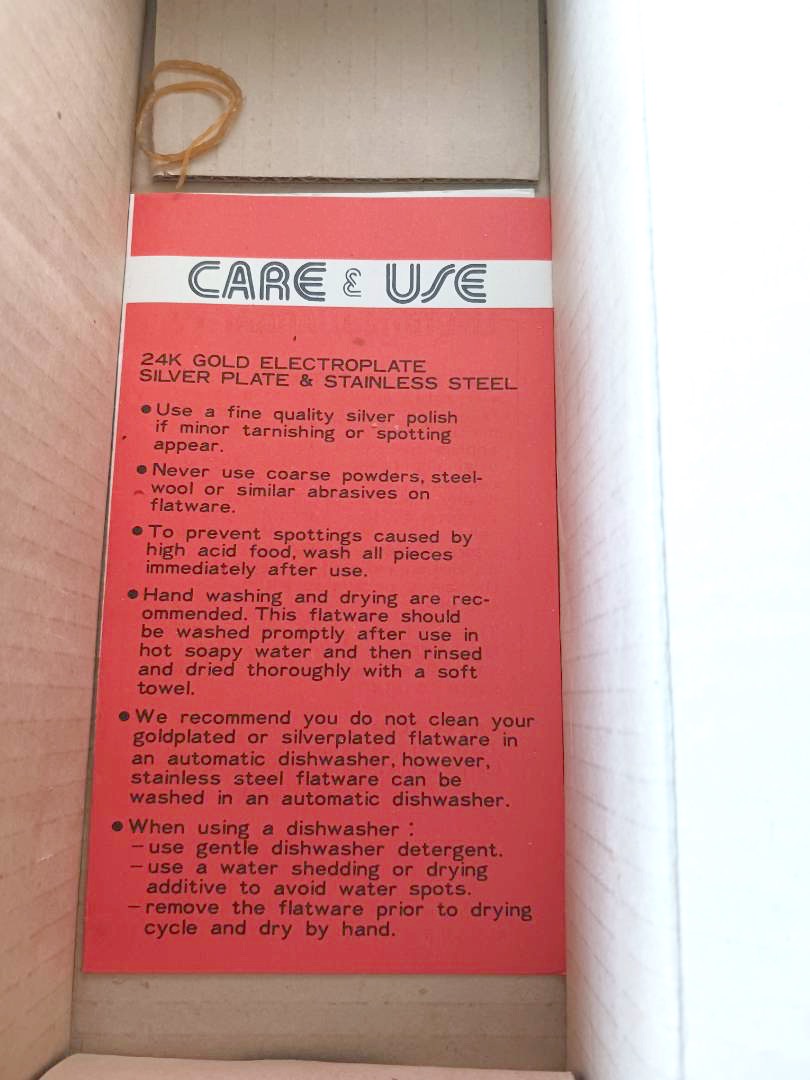 CARE & USE
24K GOLD ELECTROPLATE
SILVER PLATE & STAINLESS STEEL
● Use a fine quality silver polish
if minor tarnishing or spotting
appear.
● Never use coarse powders, steel-
wool or similar abrasives on
flatware.
● To prevent spottings caused by
high acid food, wash all pieces
immediately after use.
● Hand washing and drying are rec-
ommended. This flatware should
be washed promptly after use in
hot soapy water and then rinsed
and dried thoroughly with a soft
towel.
● We recommend you do not clean your
goldplated or silverplated flatware in
an automatic dishwasher, however,
stainless steel flatware can be
washed in an automatic dishwasher.
● When using a dishwasher :
– use gentle dishwasher detergent.
– use a water shedding or drying
additive to avoid water spots.
– remove the flatware prior to drying
cycle and dry by hand.